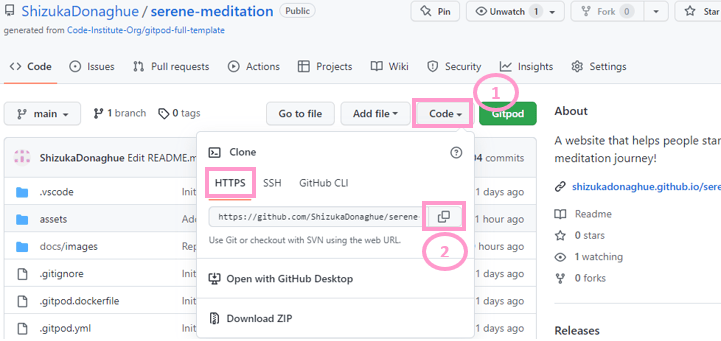 ShizukaDonaghue / serene-meditation Public Pin Unwatch 1 Fork 0 Star
generated from Code-Institute-Org/gitpod-full-template
Code Issues Pull requests Actions Projects Wiki Security Insights Settings
1
main 1 branch 0 tags Go to file Add file Code Gitpod
About
Clone
ShizukaDonaghue Edit README.m 04 commits
A website that helps people star
meditation journey!
HTTPS SSH GitHub CLI
.vscode Init 1 days ago
shizukadonaghue.github.io/sere
https://github.com/ShizukaDonaghue/serene-
assets Add 1 hour ago
Readme
Use Git or checkout with SVN using the web URL.
2
docs/images Rep hours ago
0 stars
1 watching
.gitignore Init 1 days ago
Open with GitHub Desktop
0 forks
.gitpod.dockerfile Init 1 days ago
Download ZIP
.gitpod.yml Init 1 days ago
Releases